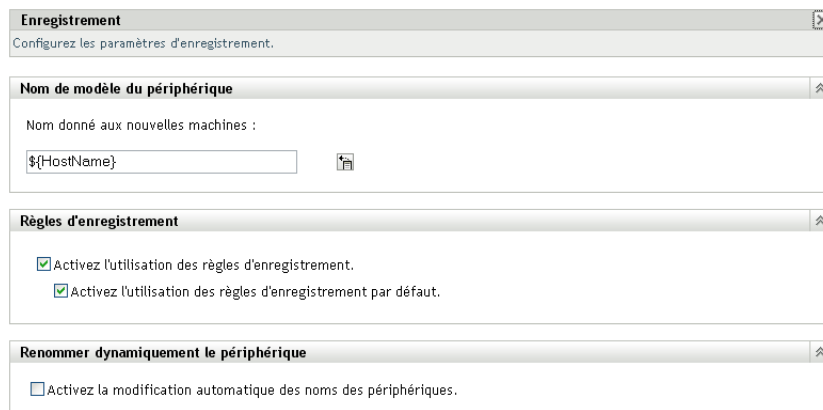 Enregistrement
Configurez les paramètres d'enregistrement.
Nom de modèle du périphérique
Nom donné aux nouvelles machines :
${HostName}
Règles d'enregistrement
Activez l'utilisation des règles d'enregistrement.
Activez l'utilisation des règles d'enregistrement par défaut.
Renommer dynamiquement le périphérique
Activez la modification automatique des noms des périphériques.